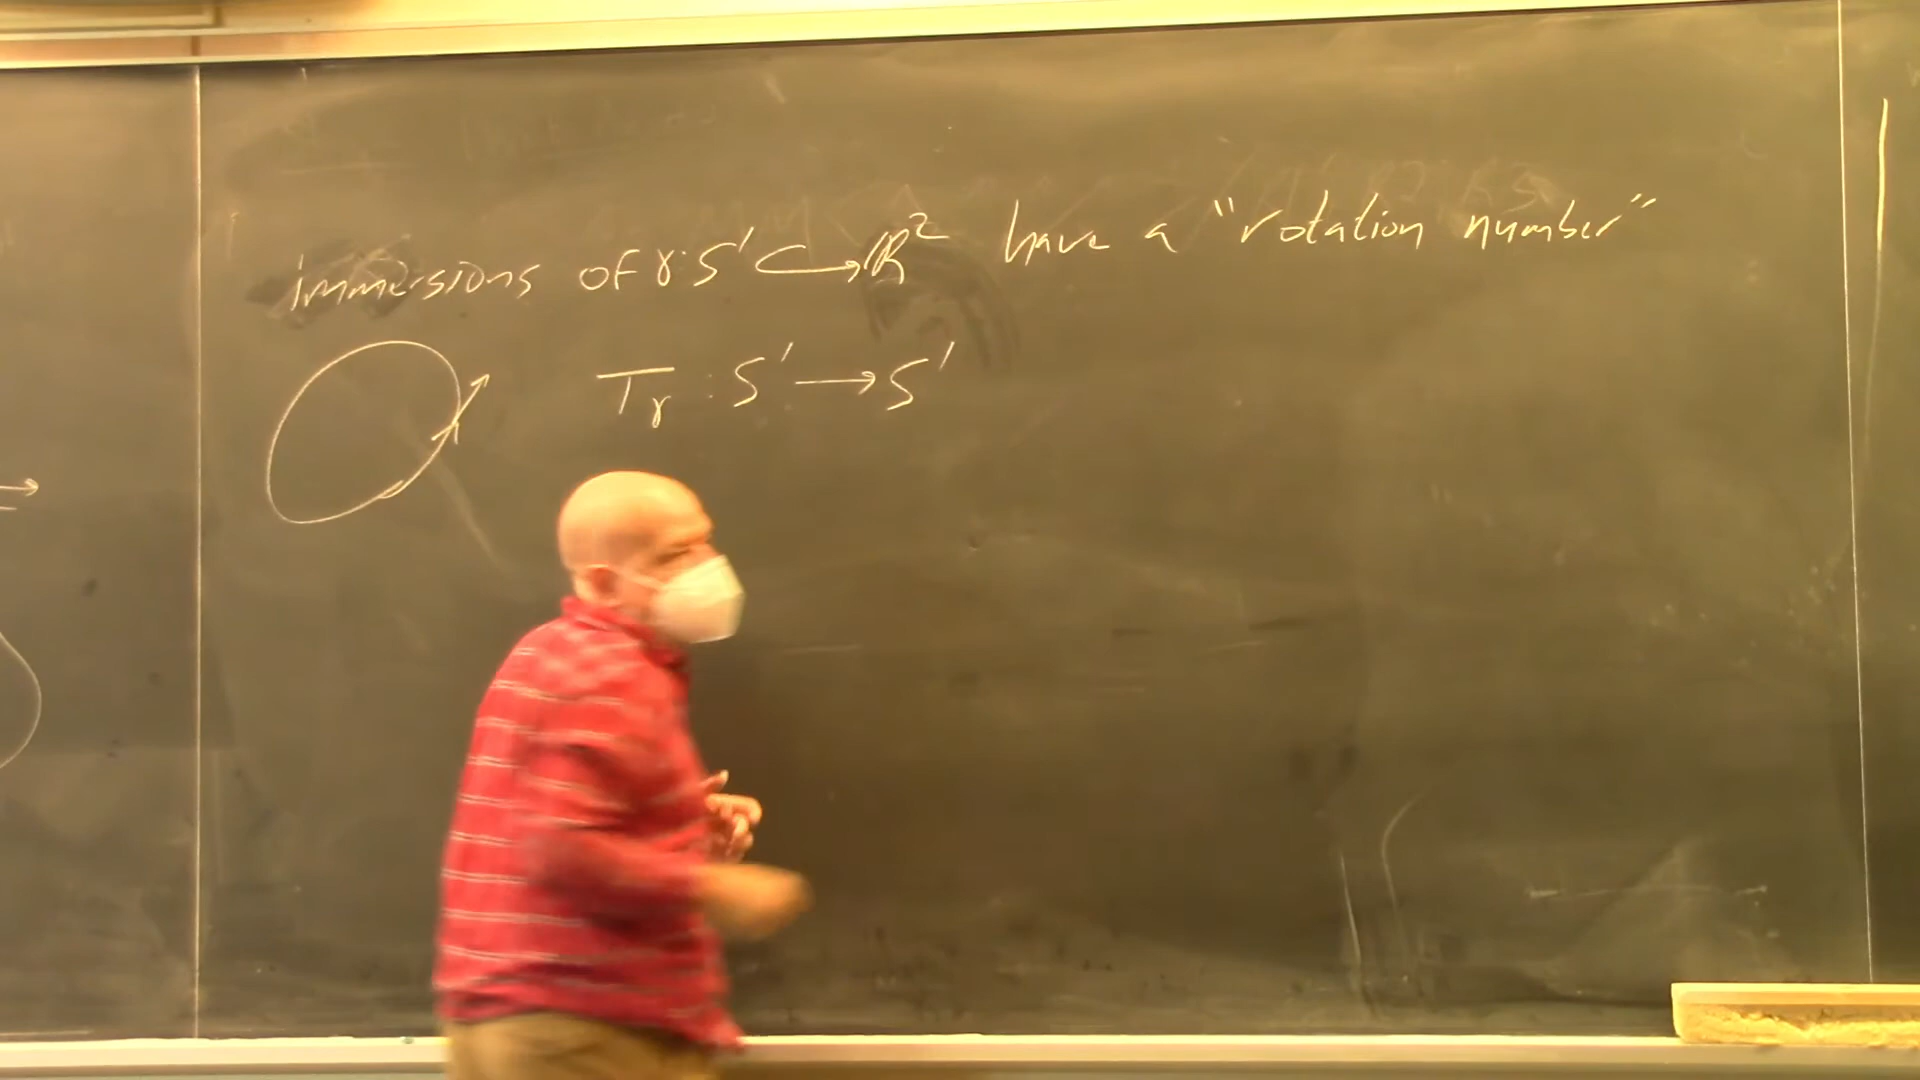 immersions of γ: S¹ ↪ ℝ² have a "rotation number"
T_γ : S¹ → S¹